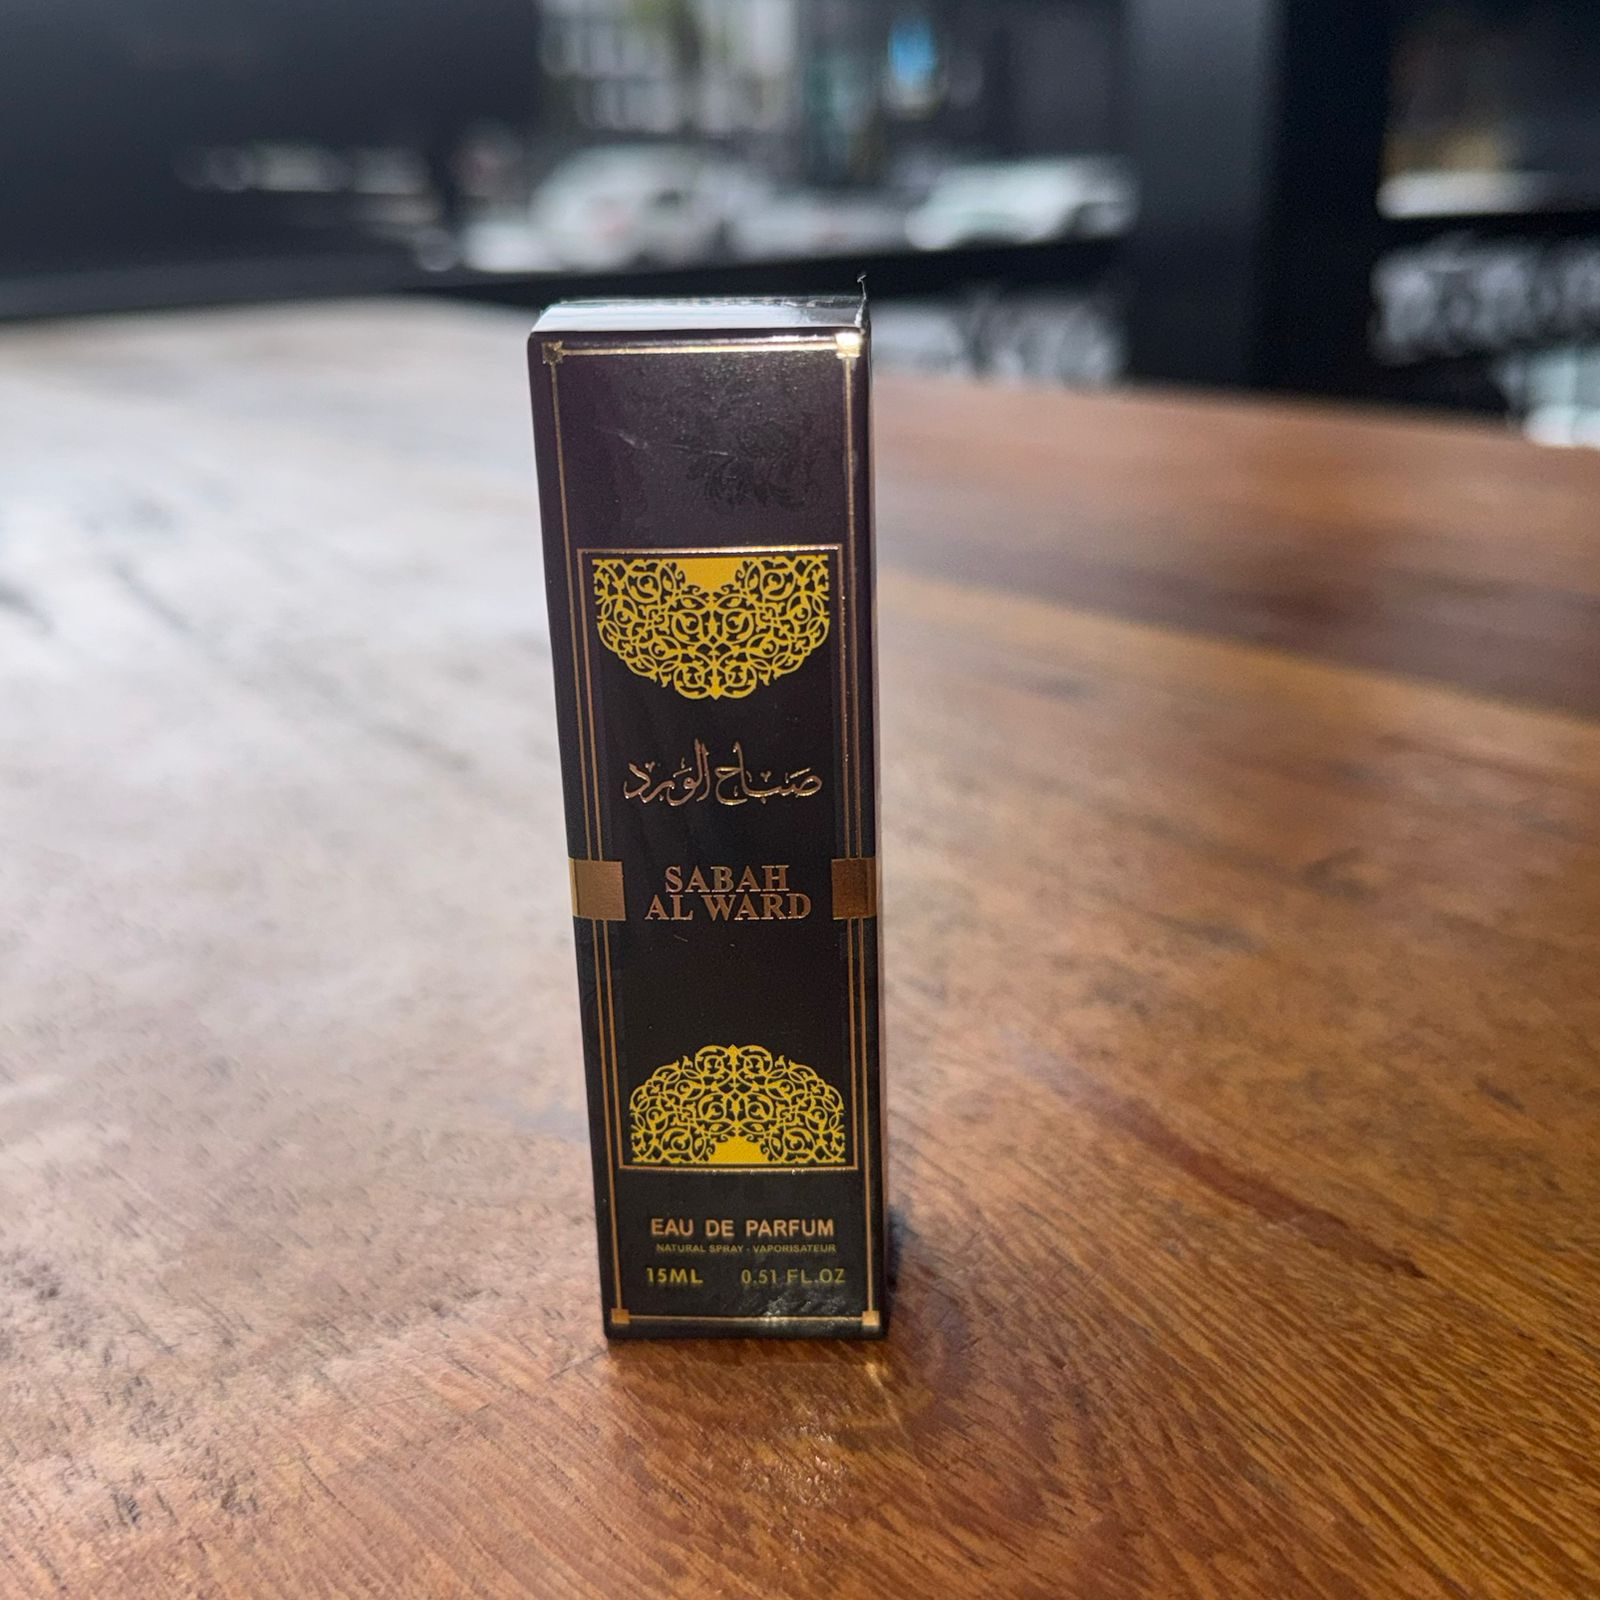 صباح الورد
SABAH
AL WARD
EAU DE PARFUM
NATURAL SPRAY - VAPORISATEUR
15ML 0.51 FL.OZ